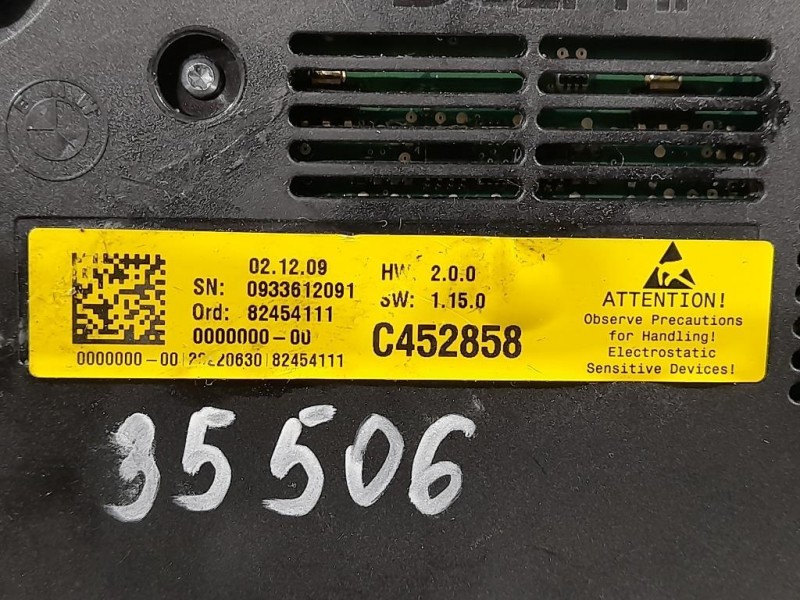 BMW
02.12.09
SN: 0933612091
Ord: 82454111
0000000-00
0000000-00 | | 82454111
HW 2.0.0
SW: 1.15.0
C452858
ATTENTION!
Observe Precautions
for Handling!
Electrostatic
Sensitive Devices!
35506